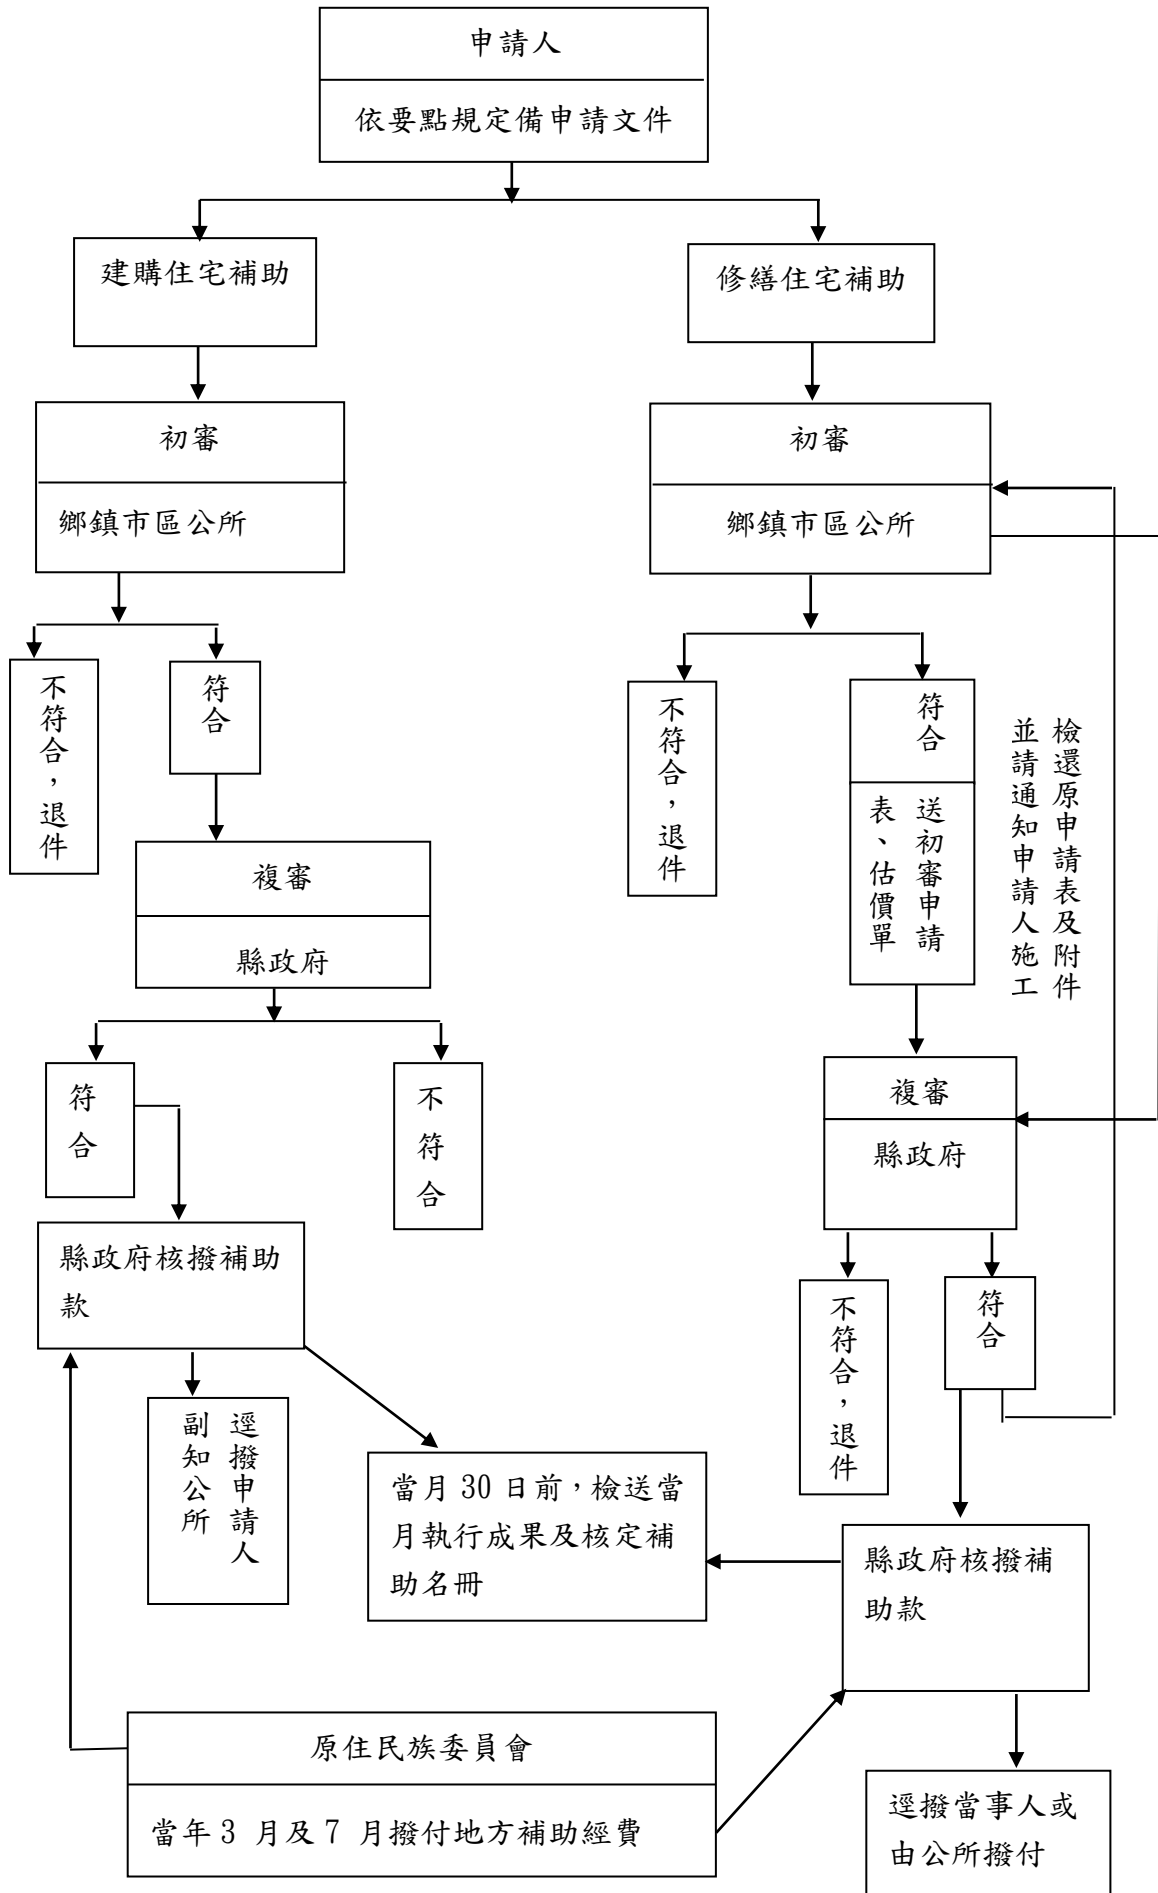 申請人
依要點規定備申請文件
建購住宅補助
修繕住宅補助
初審
鄉鎮市區公所
初審
鄉鎮市區公所
不符合，退件
符合
不符合，退件
符合
送初審申請
表、估價單
檢還原申請表及附件
並請通知申請人施工
複審
縣政府
複審
縣政府
符合
不符合
不符合，退件
符合
縣政府核撥補助
款
逕撥申請人
副知公所
當月 30 日前，檢送當
月執行成果及核定補
助名冊
縣政府核撥補
助款
原住民族委員會
當年 3 月及 7 月撥付地方補助經費
逕撥當事人或
由公所撥付